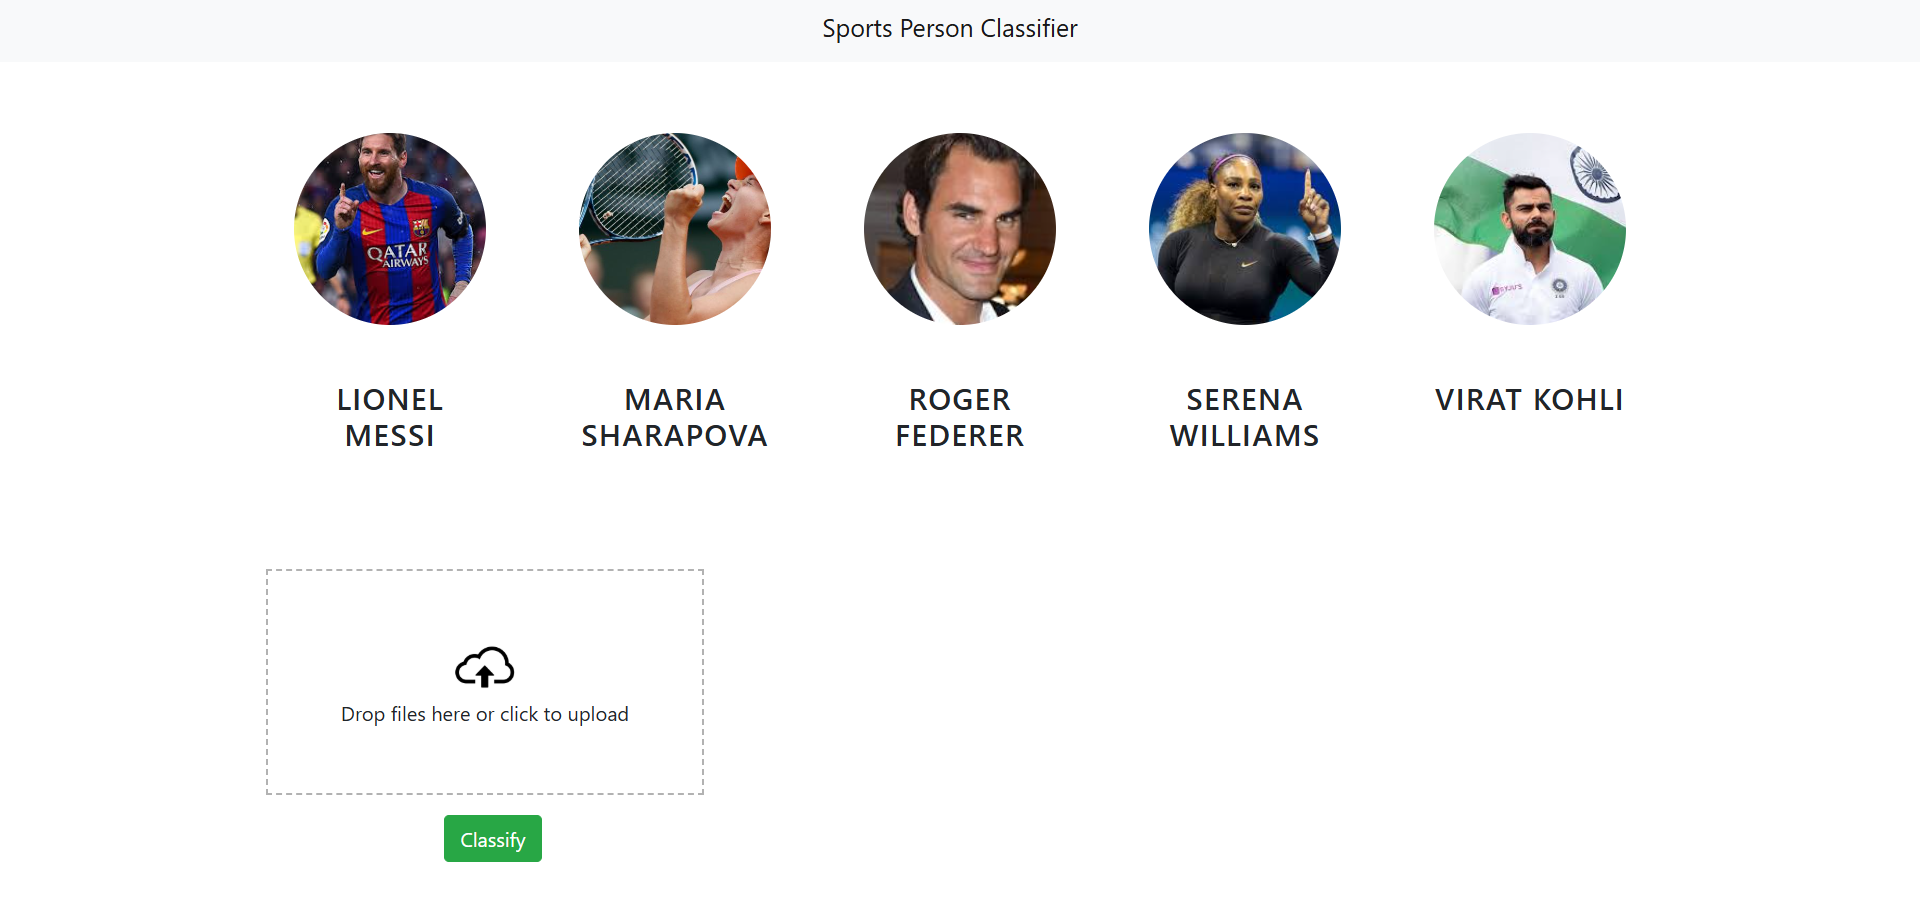 Sports Person Classifier
QATAR
AIRWAYS
LIONEL
MESSI
MARIA
SHARAPOVA
ROGER
FEDERER
SERENA
WILLIAMS
VIRAT KOHLI
Drop files here or click to upload
Classify